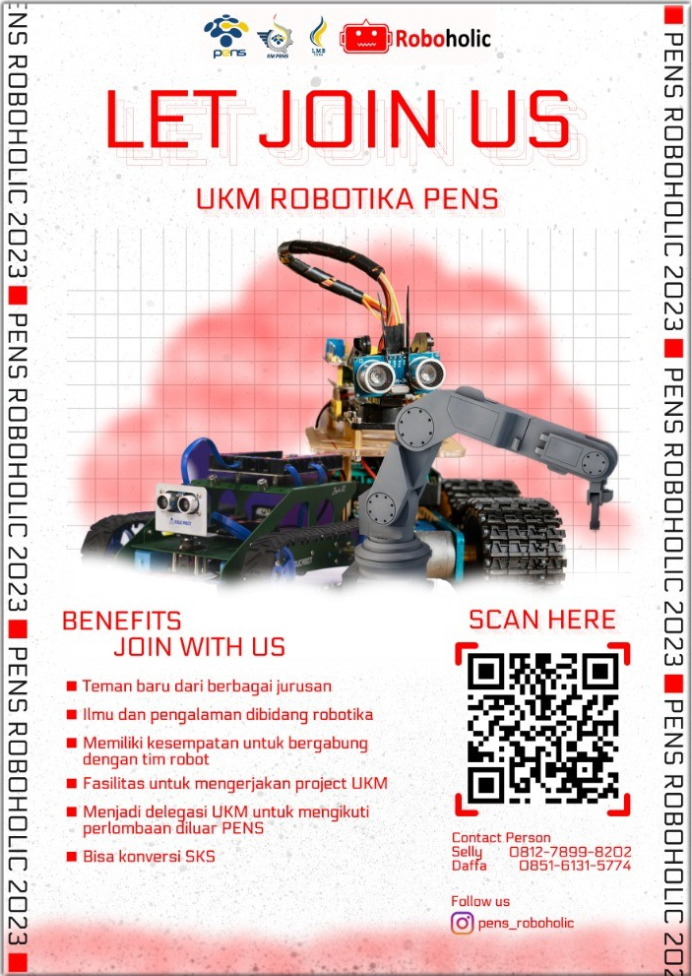 pens
KM PENS
LMB
Roboholic
LET JOIN US
UKM ROBOTIKA PENS
ENS ROBOHOLIC 2023 ■ PENS ROBOHOLIC 2023 ■ PENS ROBOHOLIC 2023 ■
■ PENS ROBOHOLIC 2023 ■ PENS ROBOHOLIC 2023 ■ PENS ROBOHOLIC 202
BENEFITS
JOIN WITH US
■ Teman baru dari berbagai jurusan
■ Ilmu dan pengalaman dibidang robotika
■ Memiliki kesempatan untuk bergabung
dengan tim robot
■ Fasilitas untuk mengerjakan project UKM
■ Menjadi delegasi UKM untuk mengikuti
perlombaan diluar PENS
■ Bisa konversi SKS
SCAN HERE
Contact Person
Selly 0812-7899-8202
Daffa 0851-6131-5774
Follow us
pens_roboholic